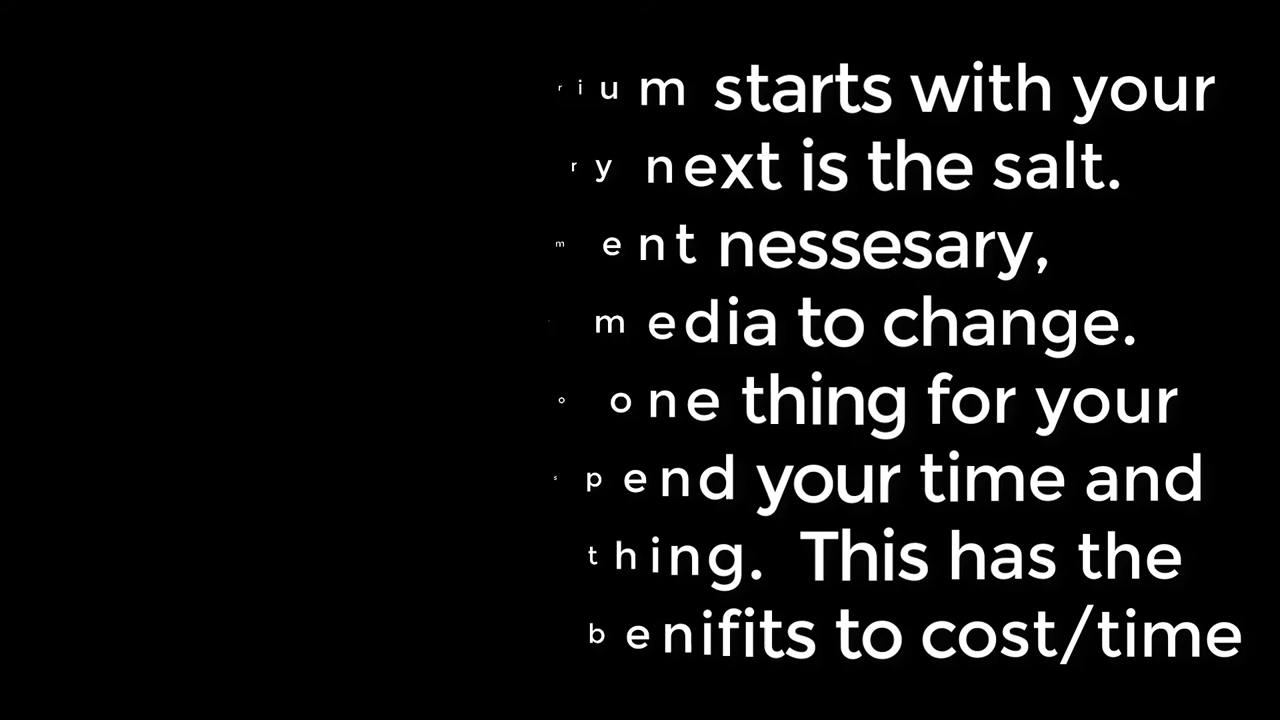 rium starts with your
ry next is the salt.
ment nessesary,
media to change.
o one thing for your
spend your time and
thing. This has the
benifits to cost/time